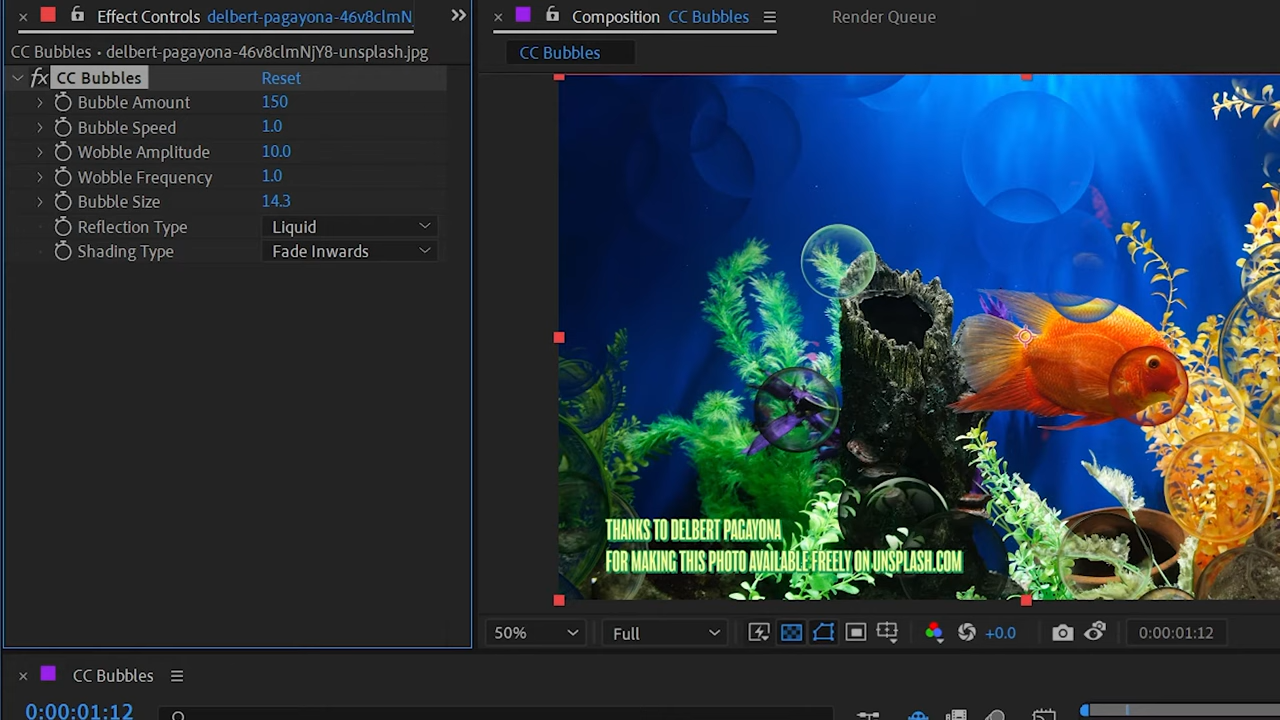 Effect Controls delbert-pagayona-46v8clmN
Composition CC Bubbles
Render Queue
CC Bubbles • delbert-pagayona-46v8clmNjY8-unsplash.jpg
CC Bubbles
fx CC Bubbles Reset
Bubble Amount 150
Bubble Speed 1.0
Wobble Amplitude 10.0
Wobble Frequency 1.0
Bubble Size 14.3
Reflection Type Liquid
Shading Type Fade Inwards
THANKS TO DELBERT PAGAYONA
FOR MAKING THIS PHOTO AVAILABLE FREELY ON UNSPLASH.COM
50% Full +0.0 0:00:01:12
CC Bubbles
0:00:01:12